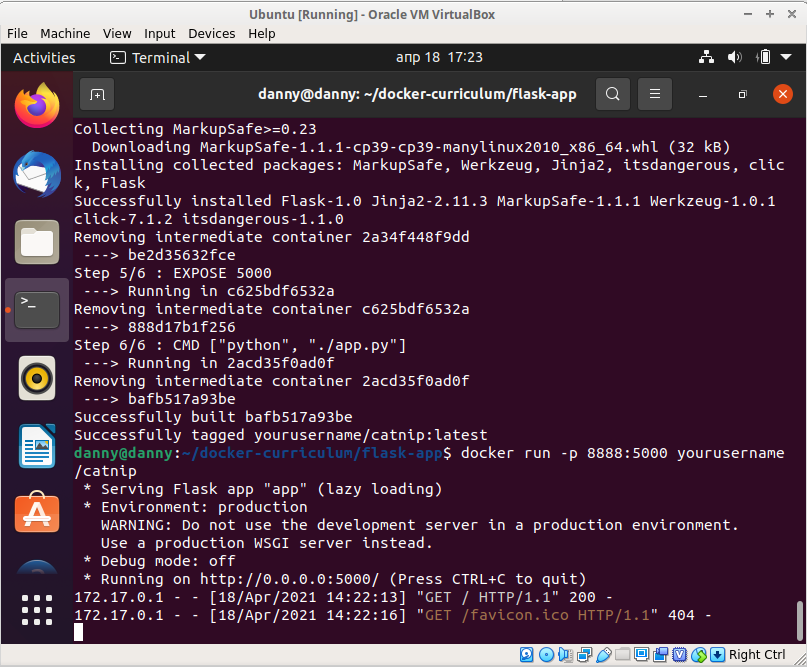 Ubuntu [Running] - Oracle VM VirtualBox
File Machine View Input Devices Help
Activities Terminal апр 18 17:23
danny@danny: ~/docker-curriculum/flask-app
Collecting MarkupSafe>=0.23
  Downloading MarkupSafe-1.1.1-cp39-cp39-manylinux2010_x86_64.whl (32 kB)
Installing collected packages: MarkupSafe, Werkzeug, Jinja2, itsdangerous, clic
k, Flask
Successfully installed Flask-1.0 Jinja2-2.11.3 MarkupSafe-1.1.1 Werkzeug-1.0.1
click-7.1.2 itsdangerous-1.1.0
Removing intermediate container 2a34f448f9dd
 ---> be2d35632fce
Step 5/6 : EXPOSE 5000
 ---> Running in c625bdf6532a
Removing intermediate container c625bdf6532a
 ---> 888d17b1f256
Step 6/6 : CMD ["python", "./app.py"]
 ---> Running in 2acd35f0ad0f
Removing intermediate container 2acd35f0ad0f
 ---> bafb517a93be
Successfully built bafb517a93be
Successfully tagged yourusername/catnip:latest
danny@danny:~/docker-curriculum/flask-app$ docker run -p 8888:5000 yourusername
/catnip
 * Serving Flask app "app" (lazy loading)
 * Environment: production
   WARNING: Do not use the development server in a production environment.
   Use a production WSGI server instead.
 * Debug mode: off
 * Running on http://0.0.0.0:5000/ (Press CTRL+C to quit)
172.17.0.1 - - [18/Apr/2021 14:22:13] "GET / HTTP/1.1" 200 -
172.17.0.1 - - [18/Apr/2021 14:22:16] "GET /favicon.ico HTTP/1.1" 404 -
Right Ctrl